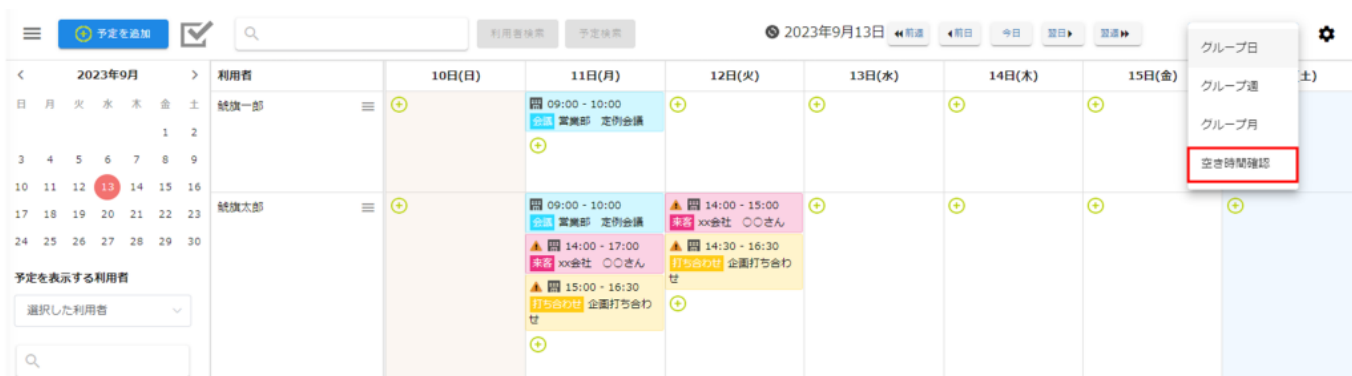 予定を追加
利用者検索 予定検索
2023年9月13日 前週 前日 今日 翌日 翌週
グループ日
グループ週
グループ月
空き時間確認
< 2023年9月 >
日 月 火 水 木 金 土
1 2
3 4 5 6 7 8 9
10 11 12 13 14 15 16
17 18 19 20 21 22 23
24 25 26 27 28 29 30
予定を表示する利用者
選択した利用者
利用者 10日(日) 11日(月) 12日(火) 13日(水) 14日(木) 15日(金) 土)
鯱旗一郎
09:00 - 10:00
会議 営業部 定例会議
鯱旗太郎
09:00 - 10:00
会議 営業部 定例会議
14:00 - 17:00
来客 xx会社 〇〇さん
15:00 - 16:30
打ち合わせ 企画打ち合わ
せ
14:00 - 15:00
来客 xx会社 〇〇さん
14:30 - 16:30
打ち合わせ 企画打ち合わ
せ